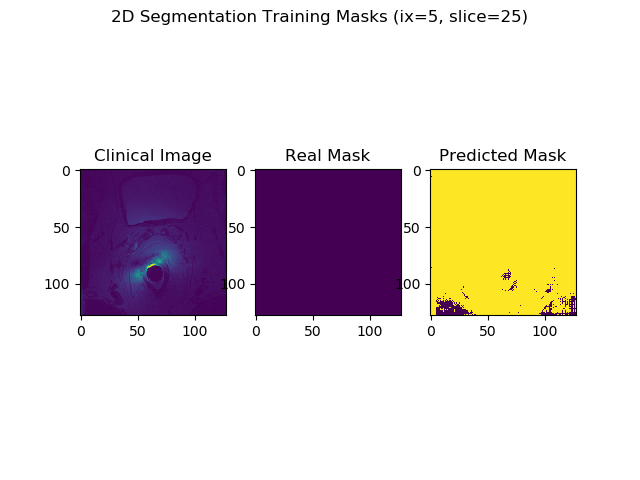 2D Segmentation Training Masks (ix=5, slice=25)
Clinical Image Real Mask Predicted Mask
0 0 0
50 50 50
100 100 100
0 50 100 0 50 100 0 50 100